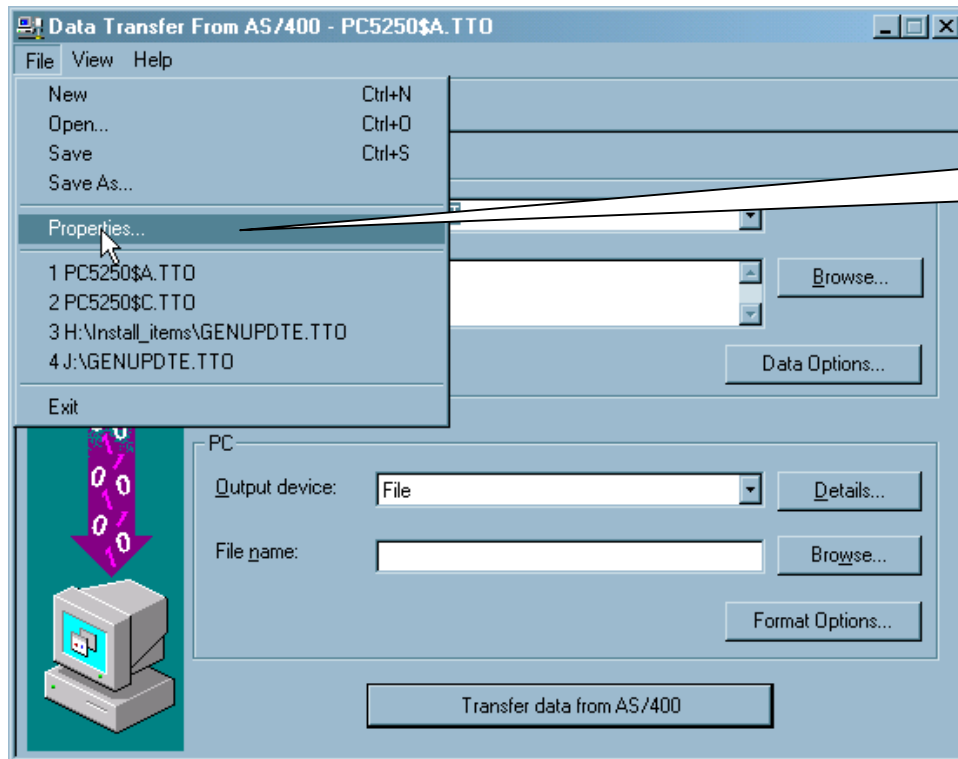 Data Transfer From AS/400 - PC5250$A.TTO
File View Help
New Ctrl+N
Open... Ctrl+O
Save Ctrl+S
Save As...
Properties...
1 PC5250$A.TTO
2 PC5250$C.TTO
3 H:\Install_items\GENUPDTE.TTO
4 J:\GENUPDTE.TTO
Exit
Browse...
Data Options...
PC
Output device: File Details...
File name: Browse...
Format Options...
Transfer data from AS/400